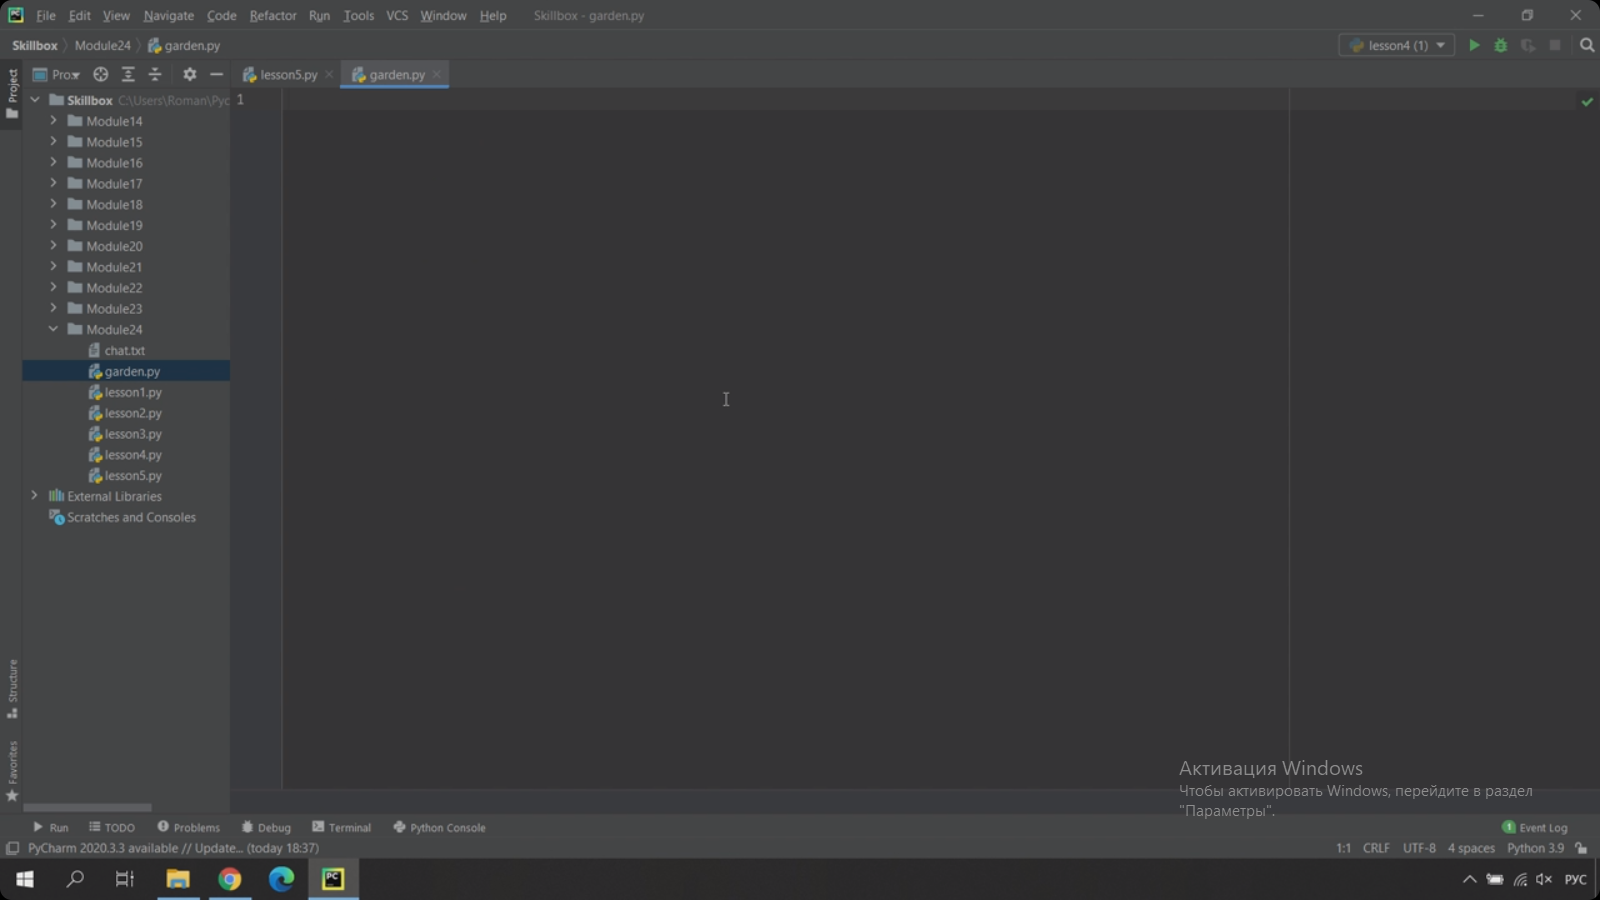 File Edit View Navigate Code Refactor Run Tools VCS Window Help Skillbox - garden.py
Skillbox Module24 garden.py lesson4 (1)
Project
lesson5.py garden.py
Skillbox C:\Users\Roman\Pyc 1
Module14
Module15
Module16
Module17
Module18
Module19
Module20
Module21
Module22
Module23
Module24
chat.txt
garden.py
lesson1.py
lesson2.py
lesson3.py
lesson4.py
lesson5.py
External Libraries
Scratches and Consoles
Structure
Favorites
Активация Windows
Чтобы активировать Windows, перейдите в раздел
"Параметры".
Run TODO Problems Debug Terminal Python Console 1 Event Log
PyCharm 2020.3.3 available // Update... (today 18:37) 1:1 CRLF UTF-8 4 spaces Python 3.9
PC РУС